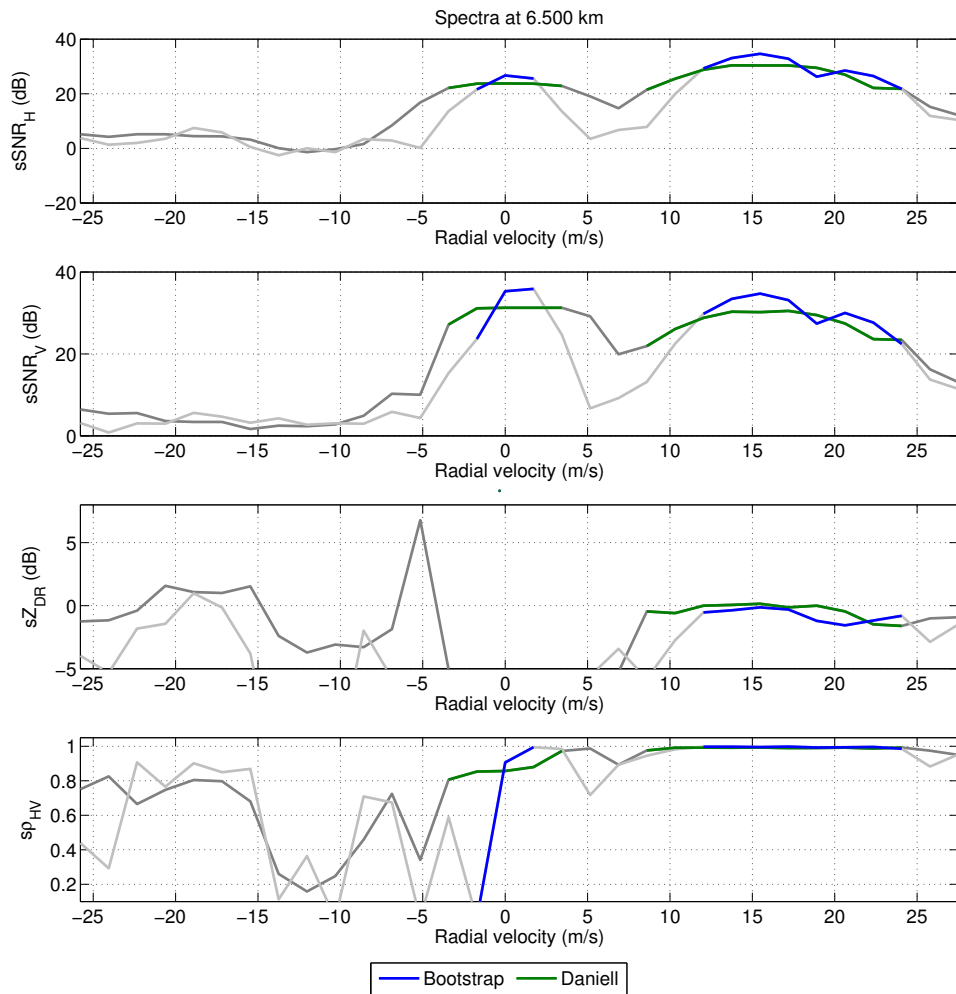 Spectra at 6.500 km
40
20
0
−20
sSNR_H (dB)
−25 −20 −15 −10 −5 0 5 10 15 20 25
Radial velocity (m/s)
40
20
0
sSNR_V (dB)
−25 −20 −15 −10 −5 0 5 10 15 20 25
Radial velocity (m/s)
5
0
−5
sZ_DR (dB)
−25 −20 −15 −10 −5 0 5 10 15 20 25
Radial velocity (m/s)
1
0.8
0.6
0.4
0.2
sρ_HV
−25 −20 −15 −10 −5 0 5 10 15 20 25
Radial velocity (m/s)
Bootstrap Daniell